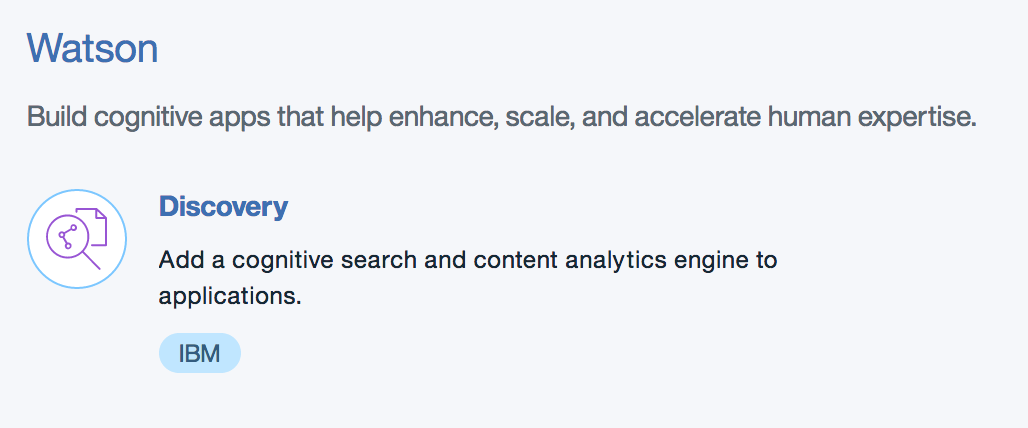 Watson
Build cognitive apps that help enhance, scale, and accelerate human expertise.
Discovery
Add a cognitive search and content analytics engine to
applications.
IBM